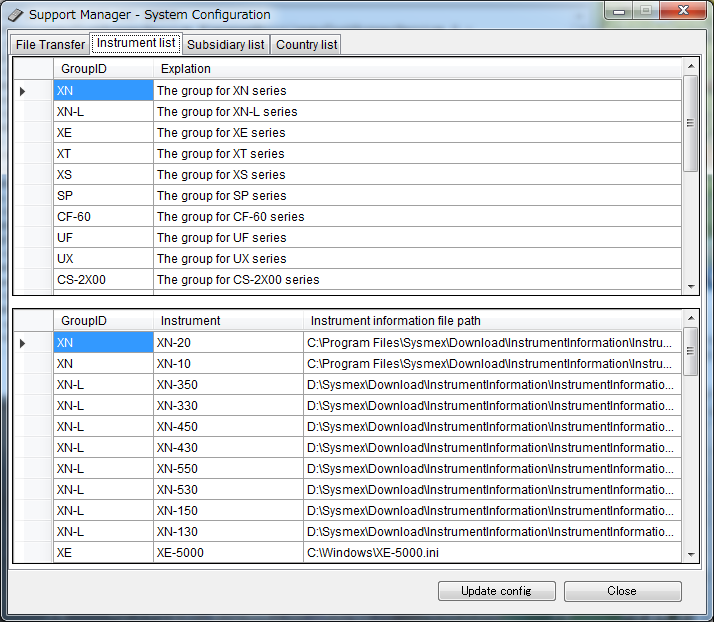 Support Manager - System Configuration
File Transfer Instrument list Subsidiary list Country list
GroupID Explation
XN The group for XN series
XN-L The group for XN-L series
XE The group for XE series
XT The group for XT series
XS The group for XS series
SP The group for SP series
CF-60 The group for CF-60 series
UF The group for UF series
UX The group for UX series
CS-2X00 The group for CS-2X00 series
GroupID Instrument Instrument information file path
XN XN-20 C:\Program Files\Sysmex\Download\InstrumentInformation\Instru...
XN XN-10 C:\Program Files\Sysmex\Download\InstrumentInformation\Instru...
XN-L XN-350 D:\Sysmex\Download\InstrumentInformation\InstrumentInformatio...
XN-L XN-330 D:\Sysmex\Download\InstrumentInformation\InstrumentInformatio...
XN-L XN-450 D:\Sysmex\Download\InstrumentInformation\InstrumentInformatio...
XN-L XN-430 D:\Sysmex\Download\InstrumentInformation\InstrumentInformatio...
XN-L XN-550 D:\Sysmex\Download\InstrumentInformation\InstrumentInformatio...
XN-L XN-530 D:\Sysmex\Download\InstrumentInformation\InstrumentInformatio...
XN-L XN-150 D:\Sysmex\Download\InstrumentInformation\InstrumentInformatio...
XN-L XN-130 D:\Sysmex\Download\InstrumentInformation\InstrumentInformatio...
XE XE-5000 C:\Windows\XE-5000.ini
Update config Close